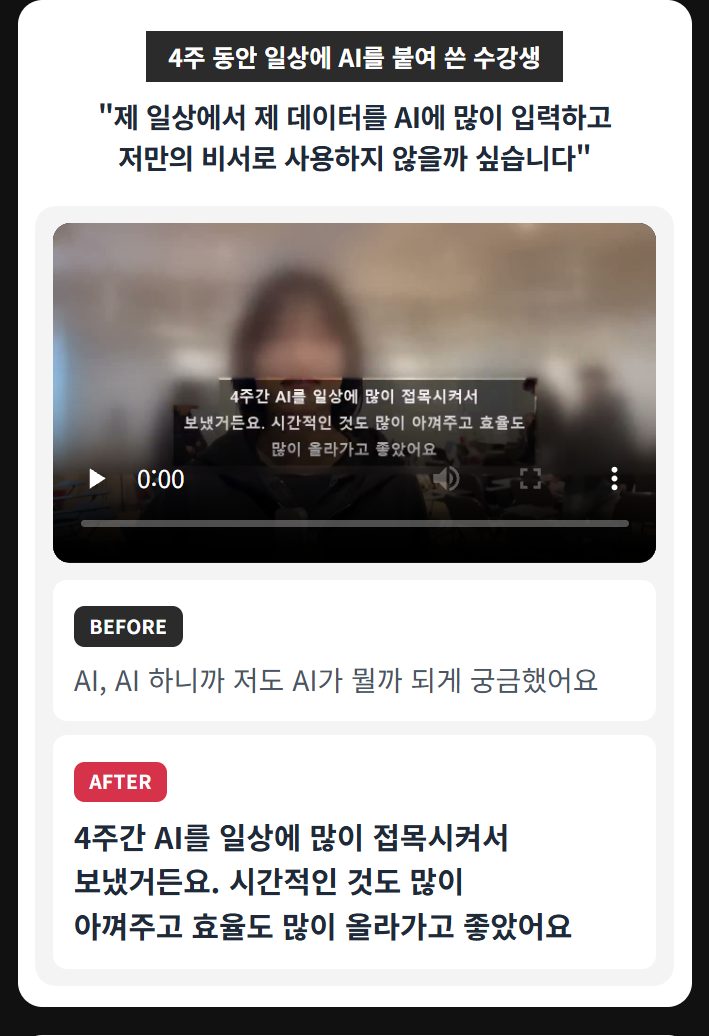 4주 동안 일상에 AI를 붙여 쓴 수강생
"제 일상에서 제 데이터를 AI에 많이 입력하고
저만의 비서로 사용하지 않을까 싶습니다"
4주간 AI를 일상에 많이 접목시켜서
보냈거든요. 시간적인 것도 많이 아껴주고 효율도
많이 올라가고 좋았어요
0:00
BEFORE
AI, AI 하니까 저도 AI가 뭘까 되게 궁금했어요
AFTER
4주간 AI를 일상에 많이 접목시켜서
보냈거든요. 시간적인 것도 많이
아껴주고 효율도 많이 올라가고 좋았어요